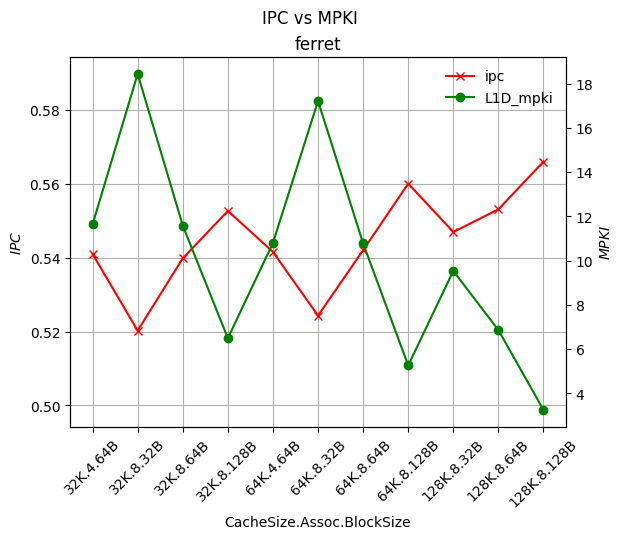 IPC vs MPKI
ferret
ipc
L1D_mpki
0.58
0.56
0.54
0.52
0.50
IPC
18
16
14
12
10
8
6
4
MPKI
32K.4.64B
32K.8.32B
32K.8.64B
32K.8.128B
64K.4.64B
64K.8.32B
64K.8.64B
64K.8.128B
128K.8.32B
128K.8.64B
128K.8.128B
CacheSize.Assoc.BlockSize